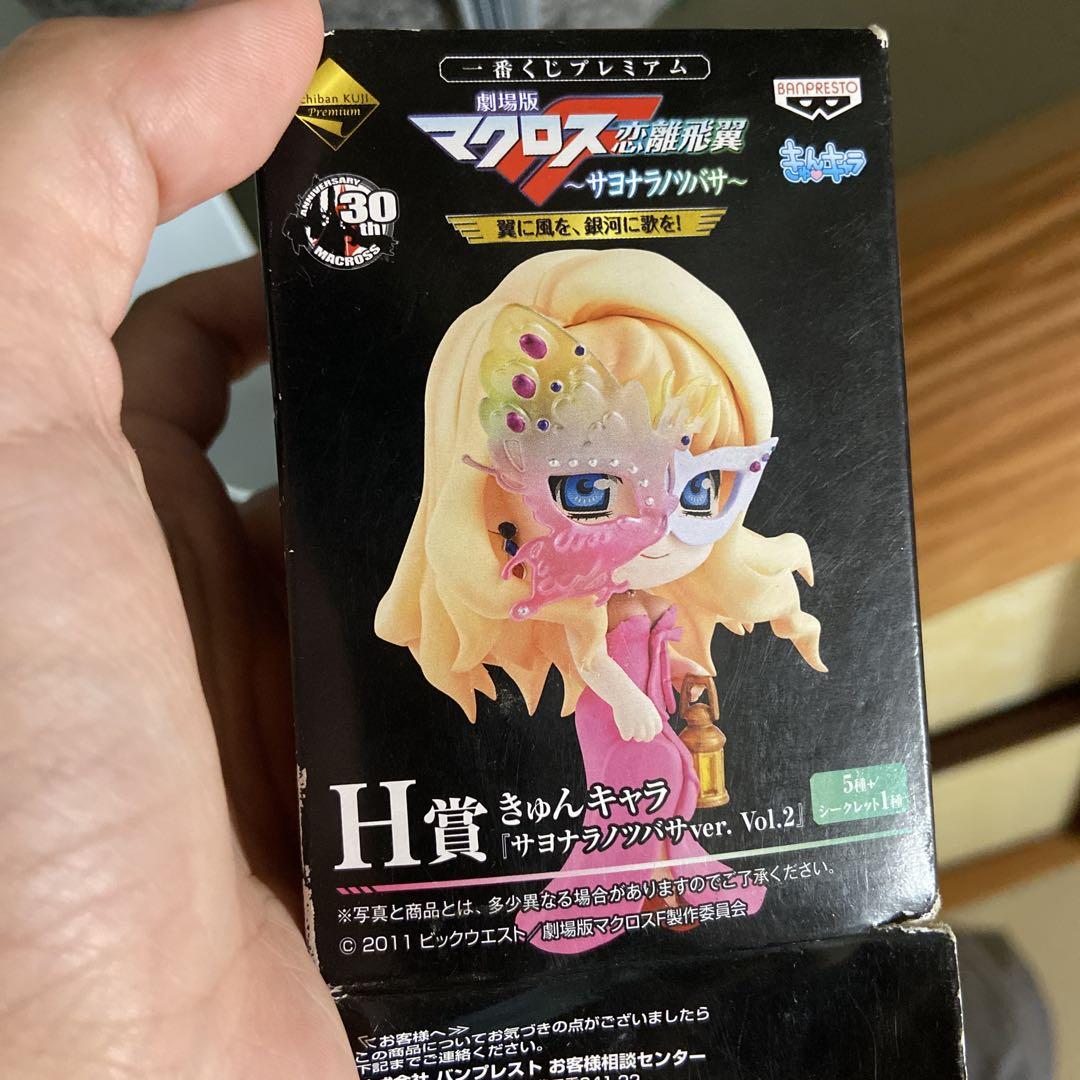 一番くじプレミアム
chiban KUJI
Premium
BANPRESTO
劇場版
マクロスF 恋離飛翼
～サヨナラノツバサ～
きゅんキャラ
翼に風を、銀河に歌を!
ANNIVERSARY
30th
MACROSS
H賞 きゅんキャラ
『サヨナラノツバサver. Vol.2』
5種+
シークレット1種
※写真と商品とは、多少異なる場合がありますのでご了承ください。
© 2011 ビックウエスト/劇場版マクロスF製作委員会
≪お客様へ≫
この商品についてお気づきの点がございましたら
下記までご連絡ください。
バンプレスト お客様相談センター